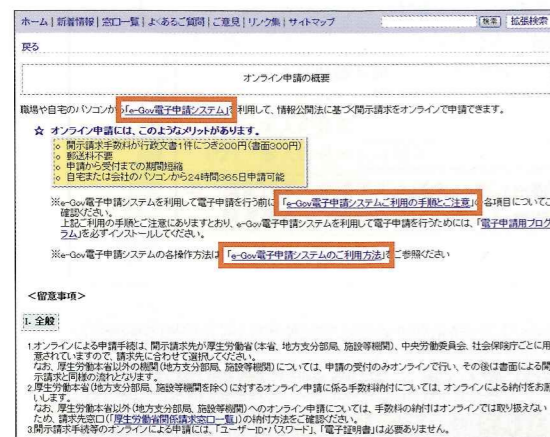 ホーム | 新着情報 | 窓口一覧 | よくあるご質問 | ご意見 | リンク集 | サイトマップ 検索 拡張検索
戻る
オンライン申請の概要
職場や自宅のパソコンから「e-Gov電子申請システム」を利用して、情報公開法に基づく開示請求をオンラインで申請できます。
☆ オンライン申請には、このようなメリットがあります。
○ 開示請求手数料が行政文書1件につき200円(書面300円)
○ 郵送料不要
○ 申請から受付までの期間短縮
○ 自宅または会社のパソコンから24時間365日申請可能
※e-Gov電子申請システムを利用して電子申請を行う前に「e-Gov電子申請システムご利用の手順とご注意」の各項目についてご
確認ください。
上記ご利用の手順とご注意にありますとおり、e-Gov電子申請システムを利用して電子申請を行うためには、「電子申請用プログ
ラム」を必ずインストールしてください。
※e-Gov電子申請システムの各操作方法は「e-Gov電子申請システムのご利用方法」をご参照ください
＜留意事項＞
1. 全般
1.オンラインによる申請手続は、開示請求先が厚生労働省(本省、地方支分部局、施設等機関)、中央労働委員会、社会保険庁ごとに用
意されていますので、請求先に合わせて選択してください。
なお、厚生労働本省以外の機関(地方支分部局、施設等機関)については、申請の受付のみオンラインで行い、その後は書面による開
示請求と同様の流れとなります。
2.厚生労働本省(地方支分部局、施設等機関を除く)に対するオンライン申請に係る手数料納付については、オンラインによる納付をお願
いします。
なお、厚生労働本省以外(地方支分部局、施設等機関)へのオンライン申請については、手数料の納付はオンラインでは取り扱えない
ため、請求先窓口(「厚生労働省関係請求窓口一覧」)の納付方法をご確認ください。
3.開示請求手続等のオンラインによる申請には、「ユーザーID・パスワード」、「電子証明書」は必要ありません。